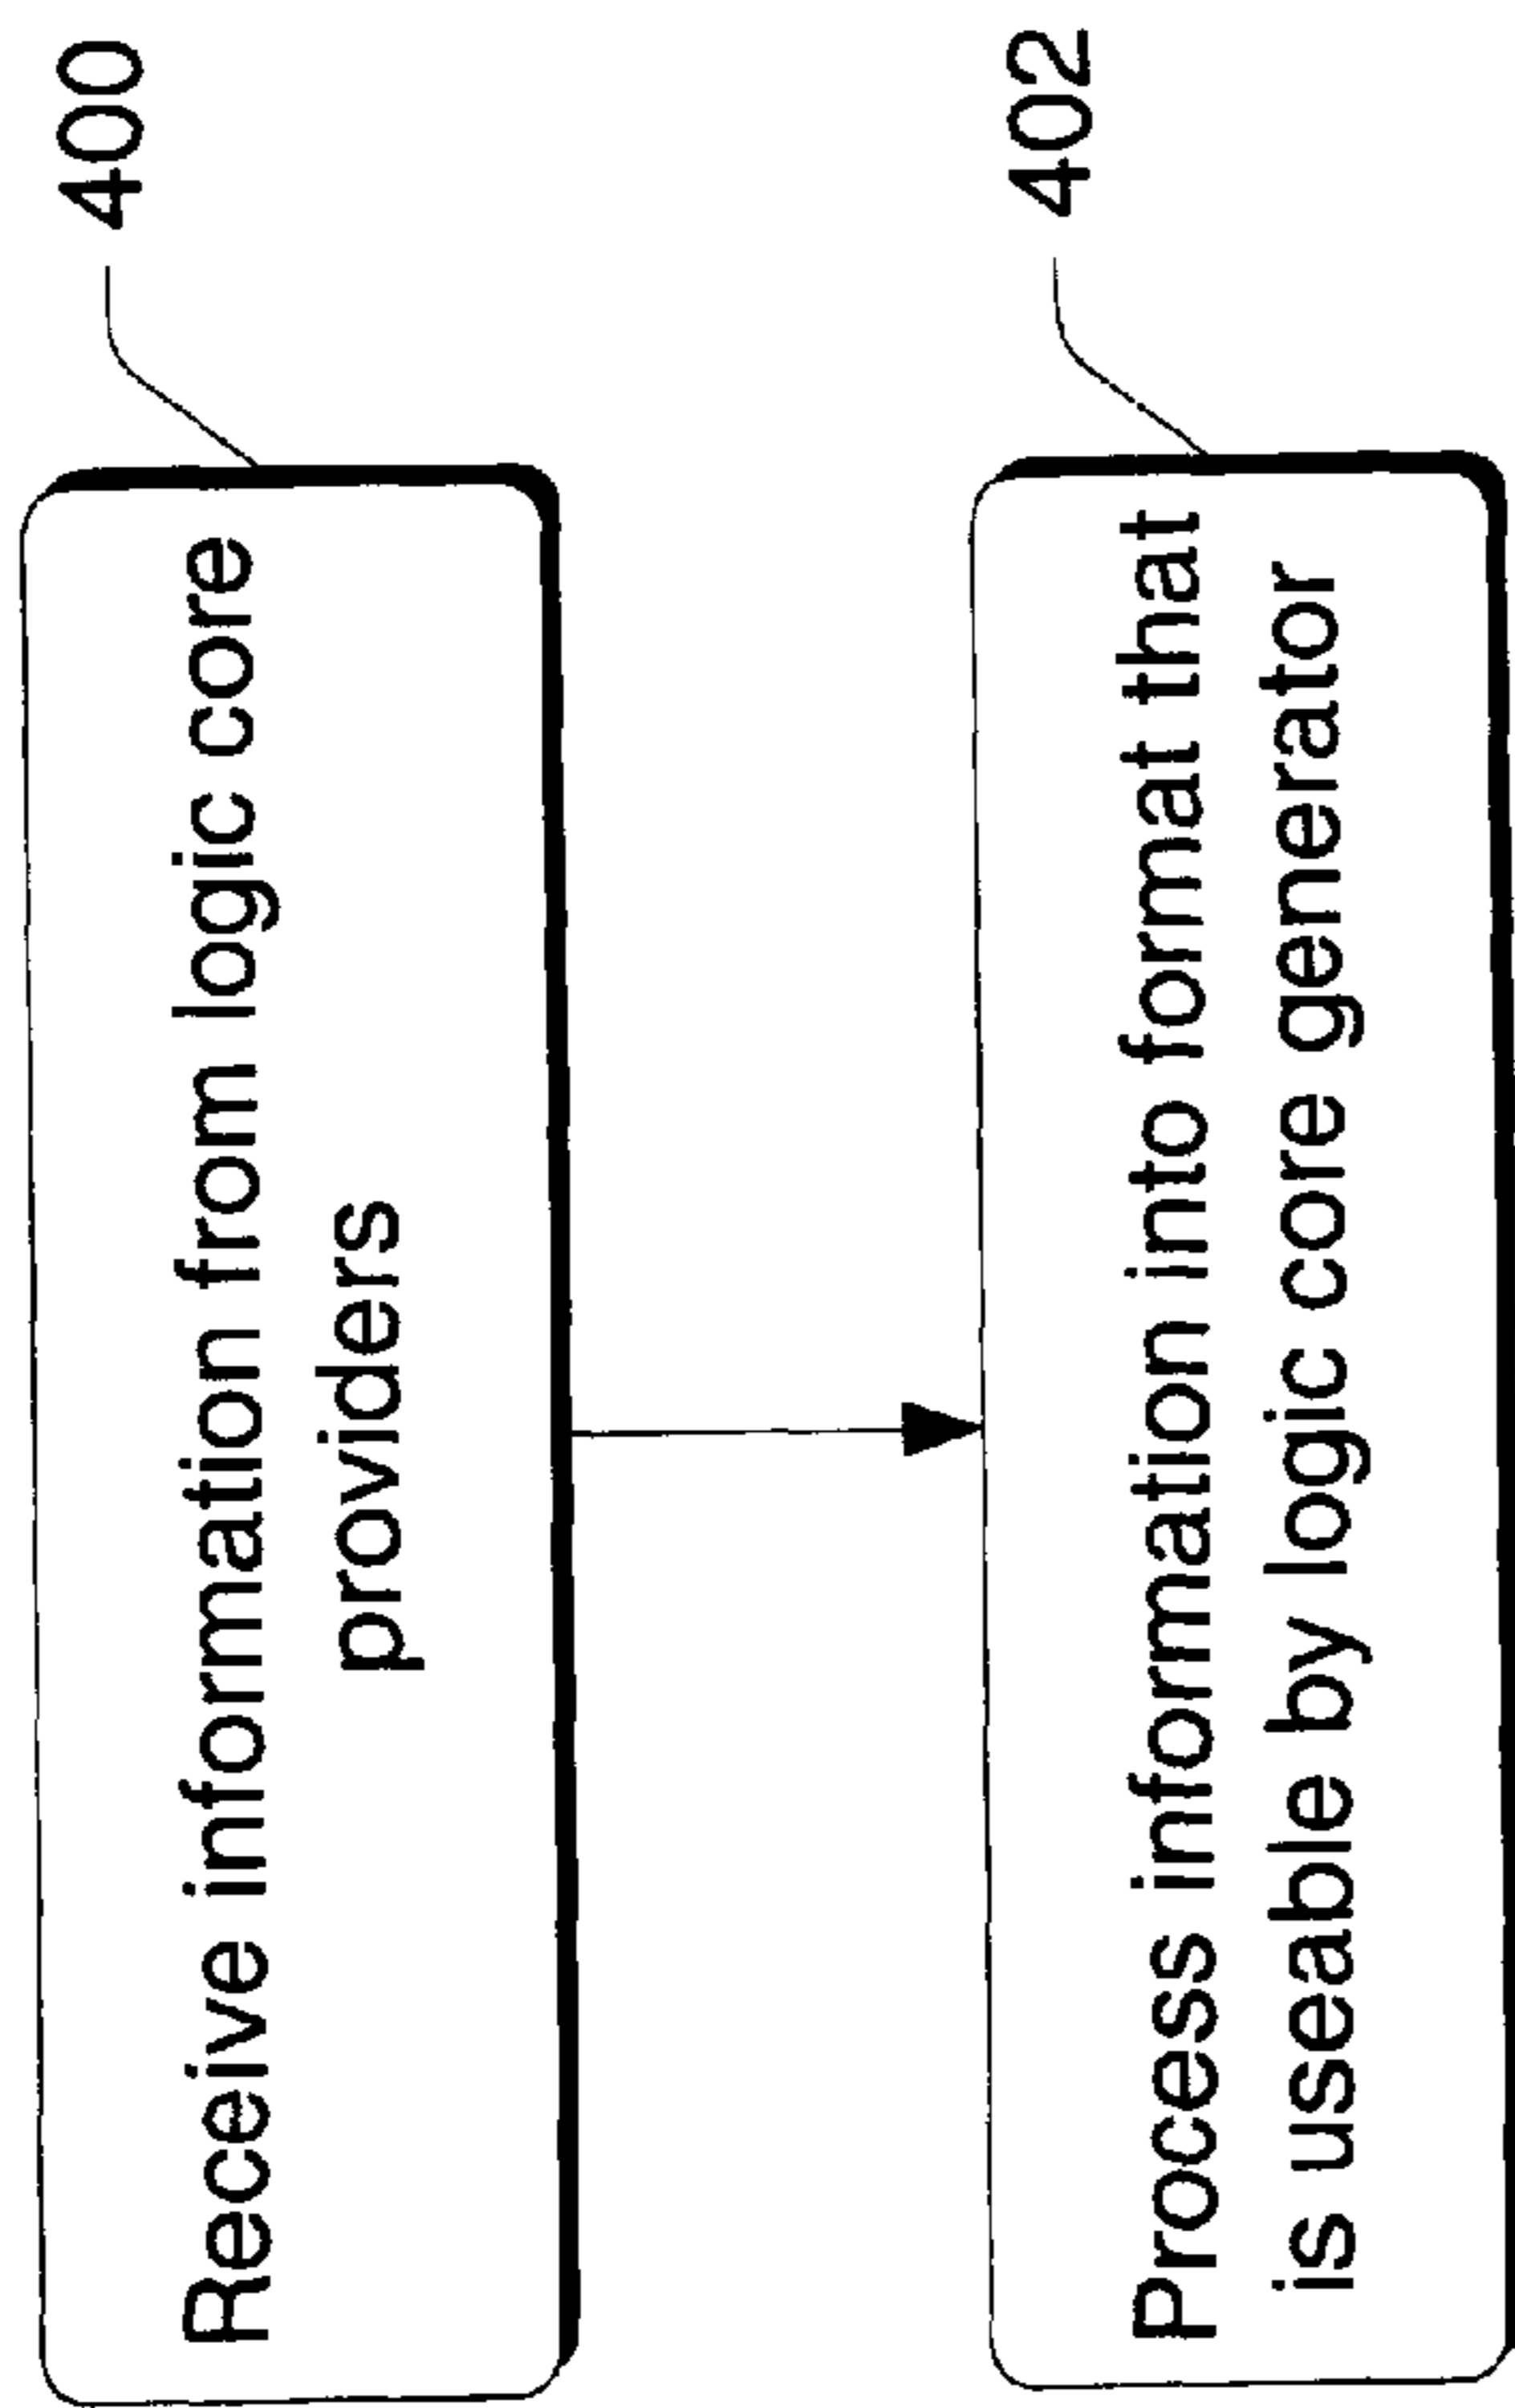 400
Receive information from logic core
providers
402
Process information into format that
is useable by logic core generator